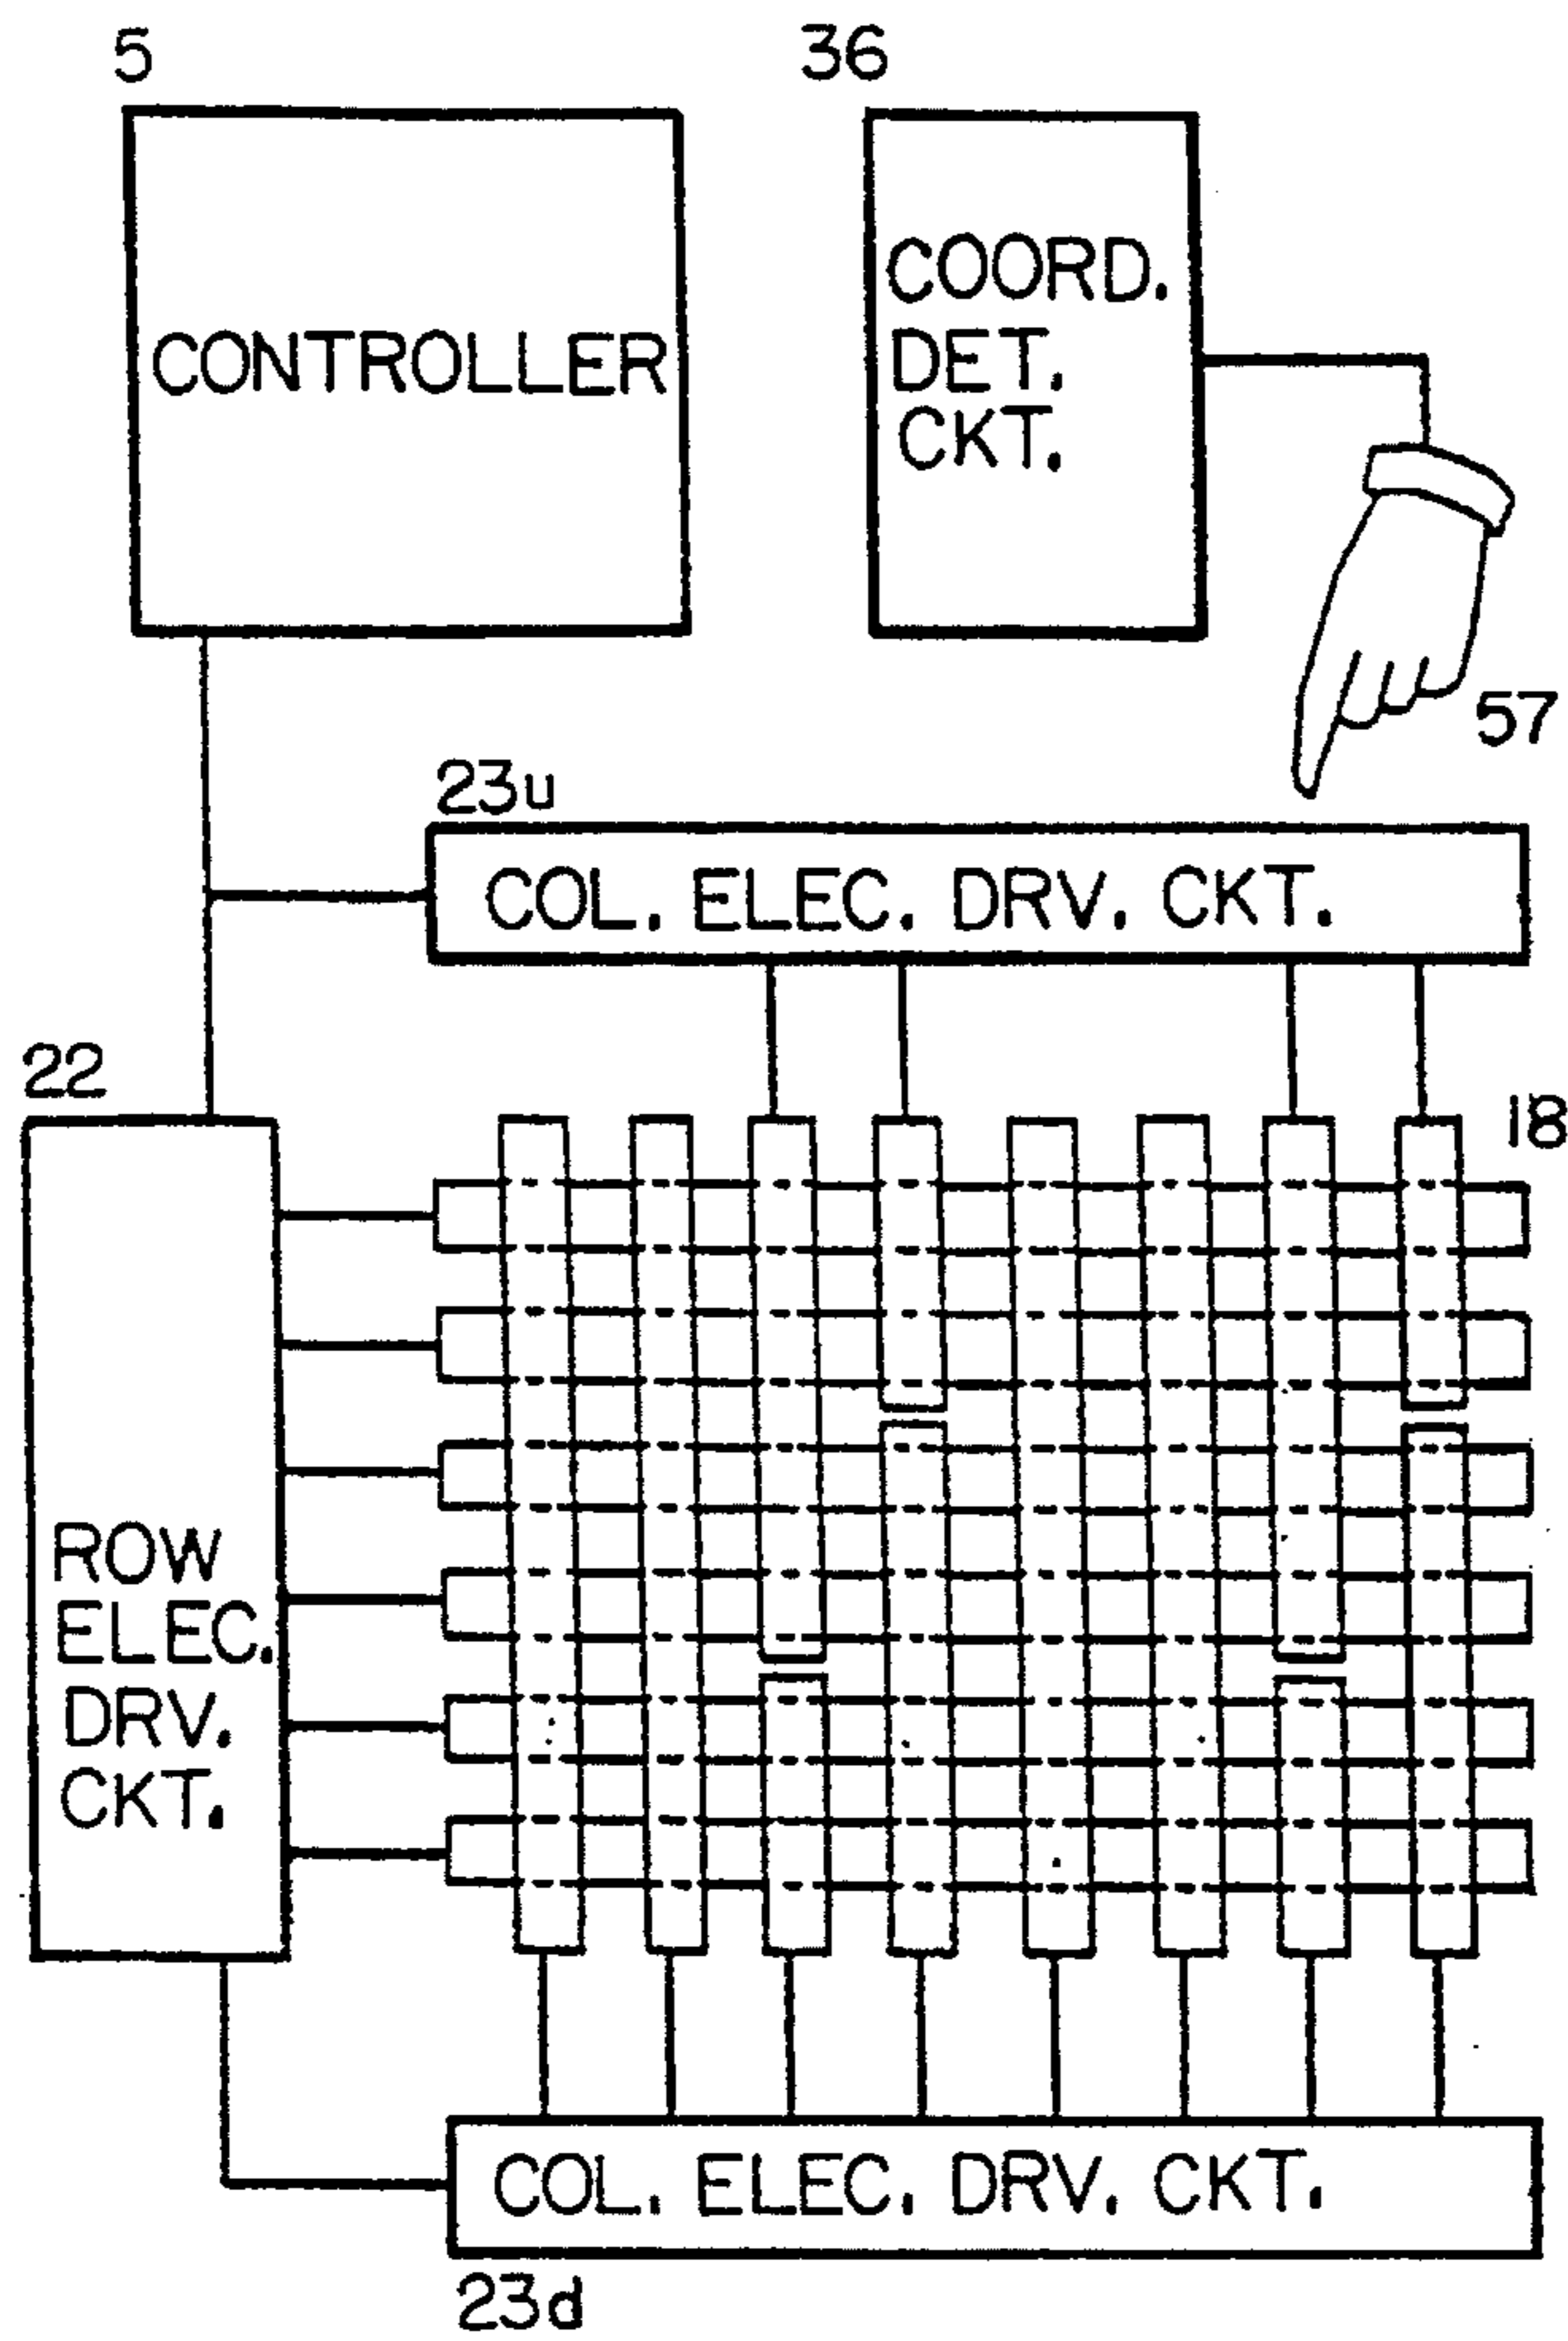 5
36
CONTROLLER
COORD.
DET.
CKT.
57
23u
COL. ELEC. DRV. CKT.
22
18
ROW
ELEC.
DRV.
CKT.
COL. ELEC. DRV. CKT.
23d